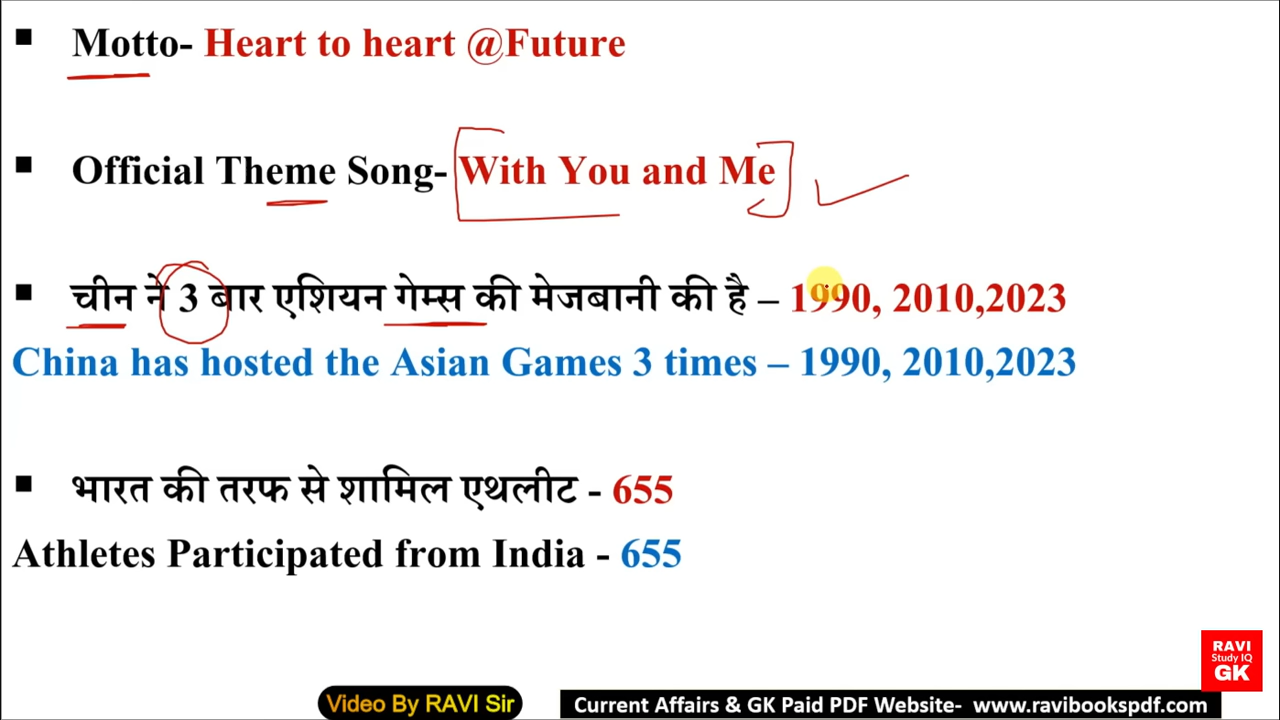 ▪ Motto- Heart to heart @Future
▪ Official Theme Song- With You and Me
▪ चीन ने 3 बार एशियन गेम्स की मेजबानी की है – 1990, 2010,2023
China has hosted the Asian Games 3 times – 1990, 2010,2023
▪ भारत की तरफ से शामिल एथलीट - 655
Athletes Participated from India - 655
RAVI
Study IQ
GK
Video By RAVI Sir
Current Affairs & GK Paid PDF Website- www.ravibookspdf.com